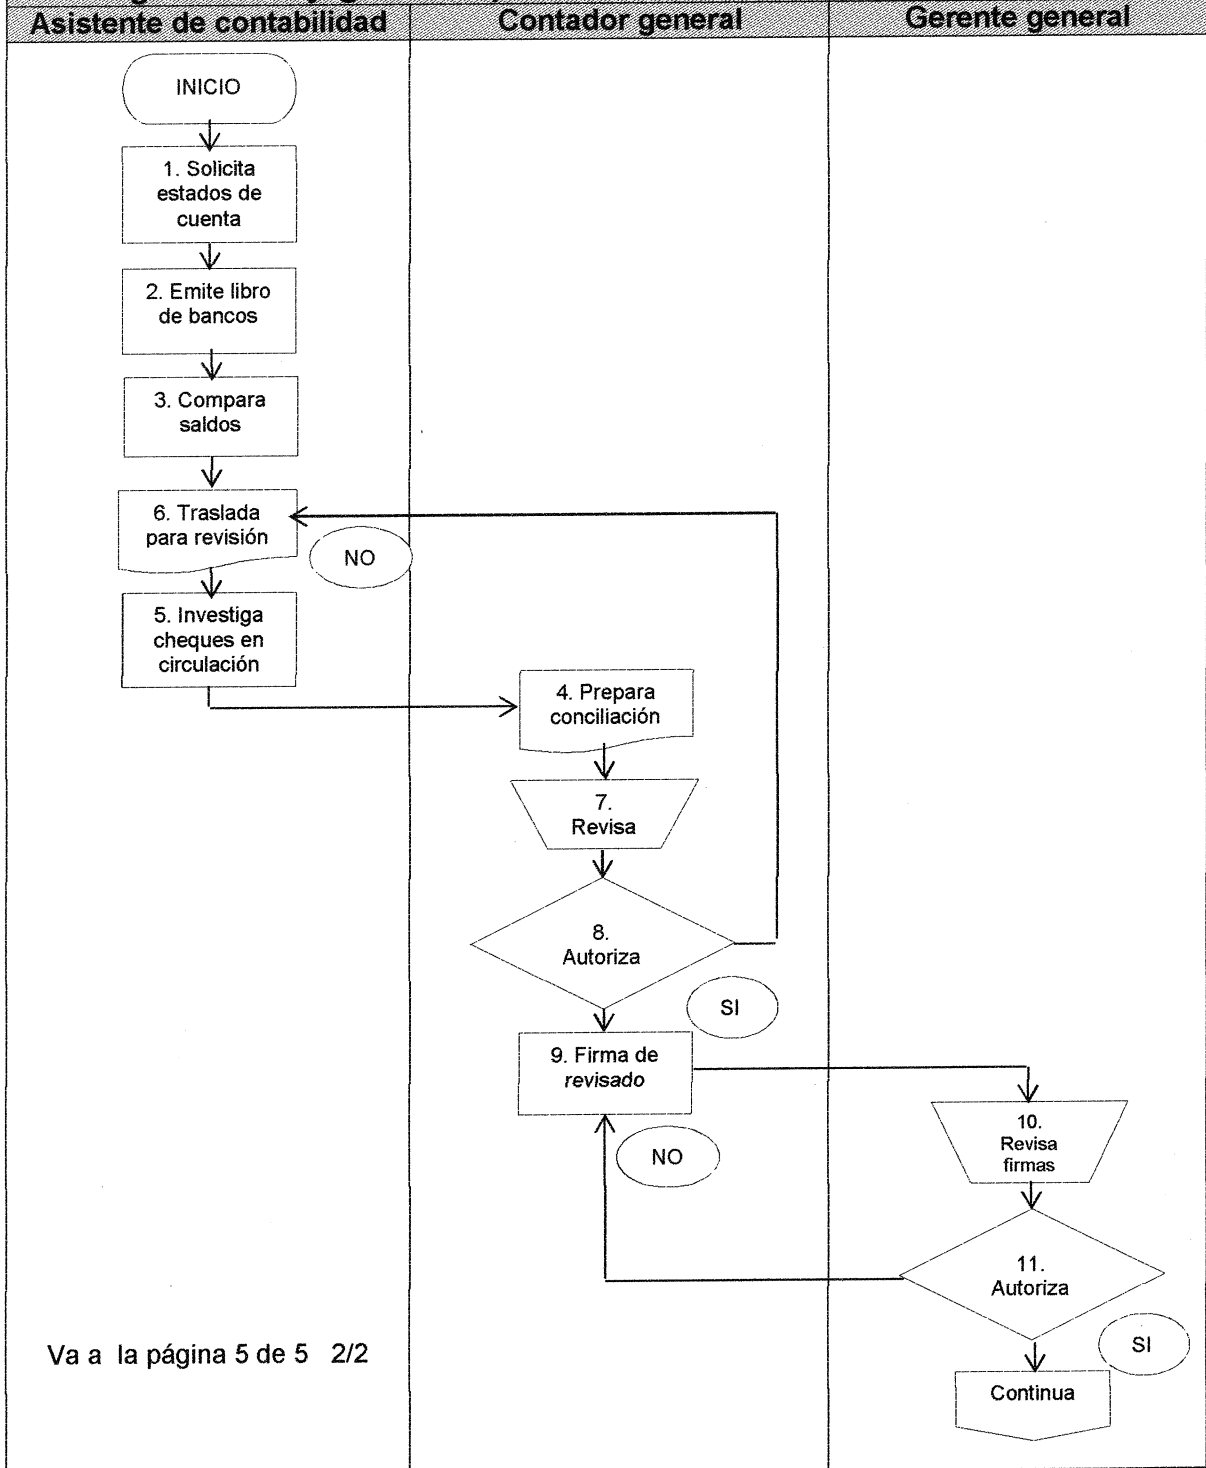 Asistente de contabilidad
Contador general
Gerente general
INICIO
1. Solicita
estados de
cuenta
2. Emite libro
de bancos
3. Compara
saldos
6. Traslada
para revisión
NO
5. Investiga
cheques en
circulación
4. Prepara
conciliación
7.
Revisa
8.
Autoriza
SI
9. Firma de
revisado
NO
10.
Revisa
firmas
11.
Autoriza
SI
Continua
Va a la página 5 de 5 2/2